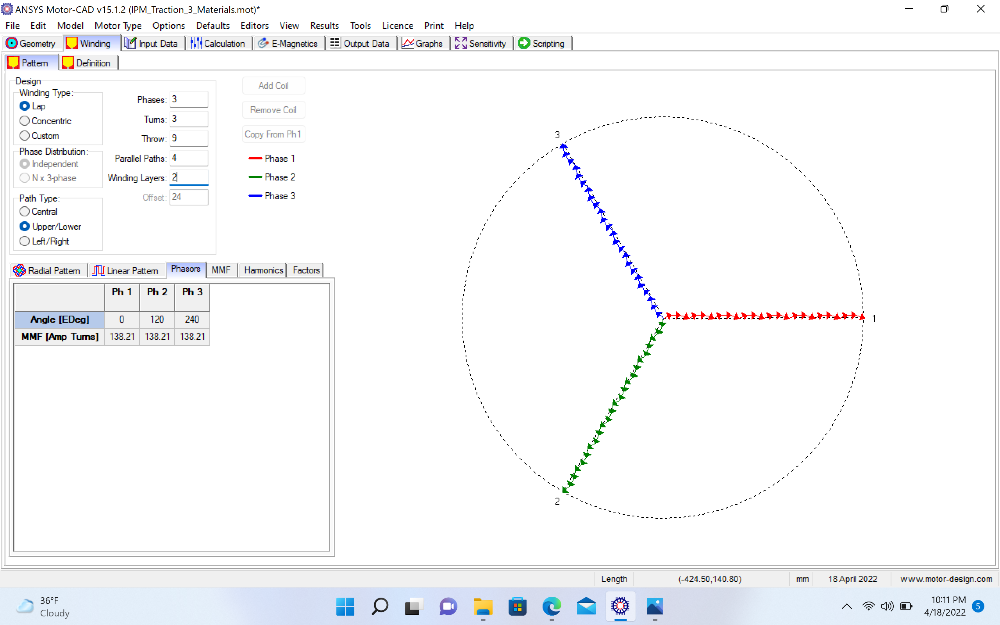 ANSYS Motor-CAD v15.1.2 (IPM_Traction_3_Materials.mot)*
File Edit Model Motor Type Options Defaults Editors View Results Tools Licence Print Help
Geometry Winding Input Data Calculation E-Magnetics Output Data Graphs Sensitivity Scripting
Pattern Definition
Design
Winding Type:
Lap
Concentric
Custom
Phase Distribution:
Independent
N x 3-phase
Path Type:
Central
Upper/Lower
Left/Right
Phases: 3
Turns: 3
Throw: 9
Parallel Paths: 4
Winding Layers: 2
Offset: 24
Add Coil
Remove Coil
Copy From Ph1
Phase 1
Phase 2
Phase 3
3
1
2
Radial Pattern Linear Pattern Phasors MMF Harmonics Factors
Ph 1 Ph 2 Ph 3
Angle [EDeg] 0 120 240
MMF [Amp Turns] 138.21 138.21 138.21
Length (-424.50,140.80) mm 18 April 2022 www.motor-design.com
36°F
Cloudy
10:11 PM
4/18/2022
5